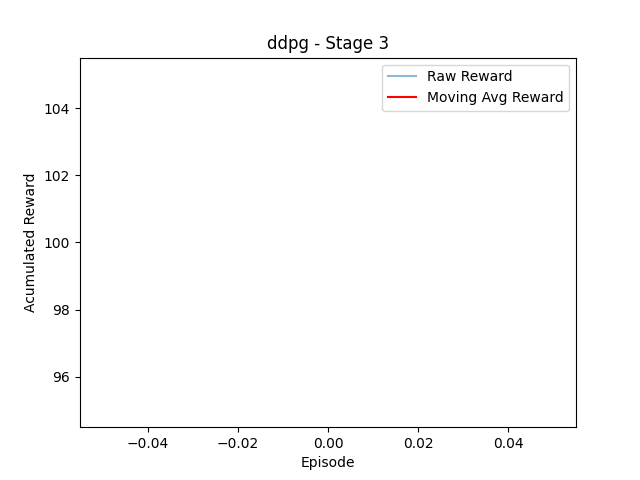 ddpg - Stage 3
Raw Reward
Moving Avg Reward
104
102
100
98
96
Acumulated Reward
−0.04
−0.02
0.00
0.02
0.04
Episode